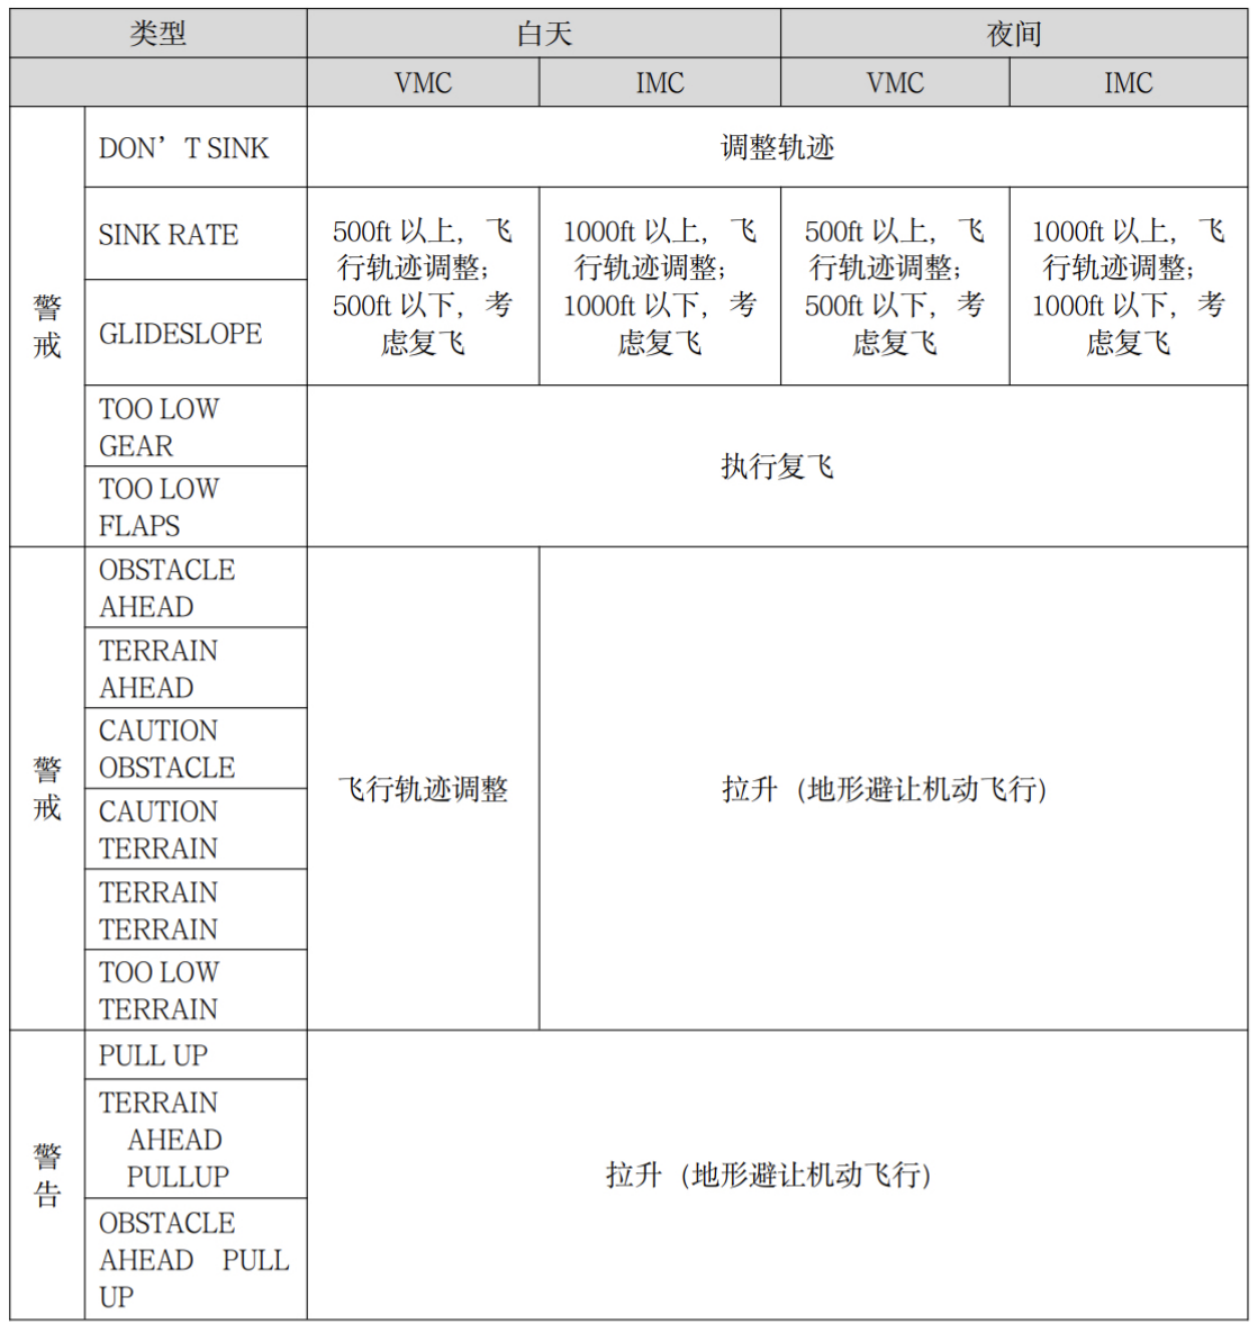 类型 白天 夜间
VMC IMC VMC IMC
警戒
DON’T SINK
调整轨迹
SINK RATE
GLIDESLOPE
500ft 以上，飞
行轨迹调整；
500ft 以下，考
虑复飞
1000ft 以上，飞
行轨迹调整；
1000ft 以下，考
虑复飞
500ft 以上，飞
行轨迹调整；
500ft 以下，考
虑复飞
1000ft 以上，飞
行轨迹调整；
1000ft 以下，考
虑复飞
TOO LOW
GEAR
TOO LOW
FLAPS
执行复飞
警戒
OBSTACLE
AHEAD
TERRAIN
AHEAD
CAUTION
OBSTACLE
CAUTION
TERRAIN
TERRAIN
TERRAIN
TOO LOW
TERRAIN
飞行轨迹调整
拉升（地形避让机动飞行）
警告
PULL UP
TERRAIN
AHEAD
PULLUP
OBSTACLE
AHEAD PULL
UP
拉升（地形避让机动飞行）